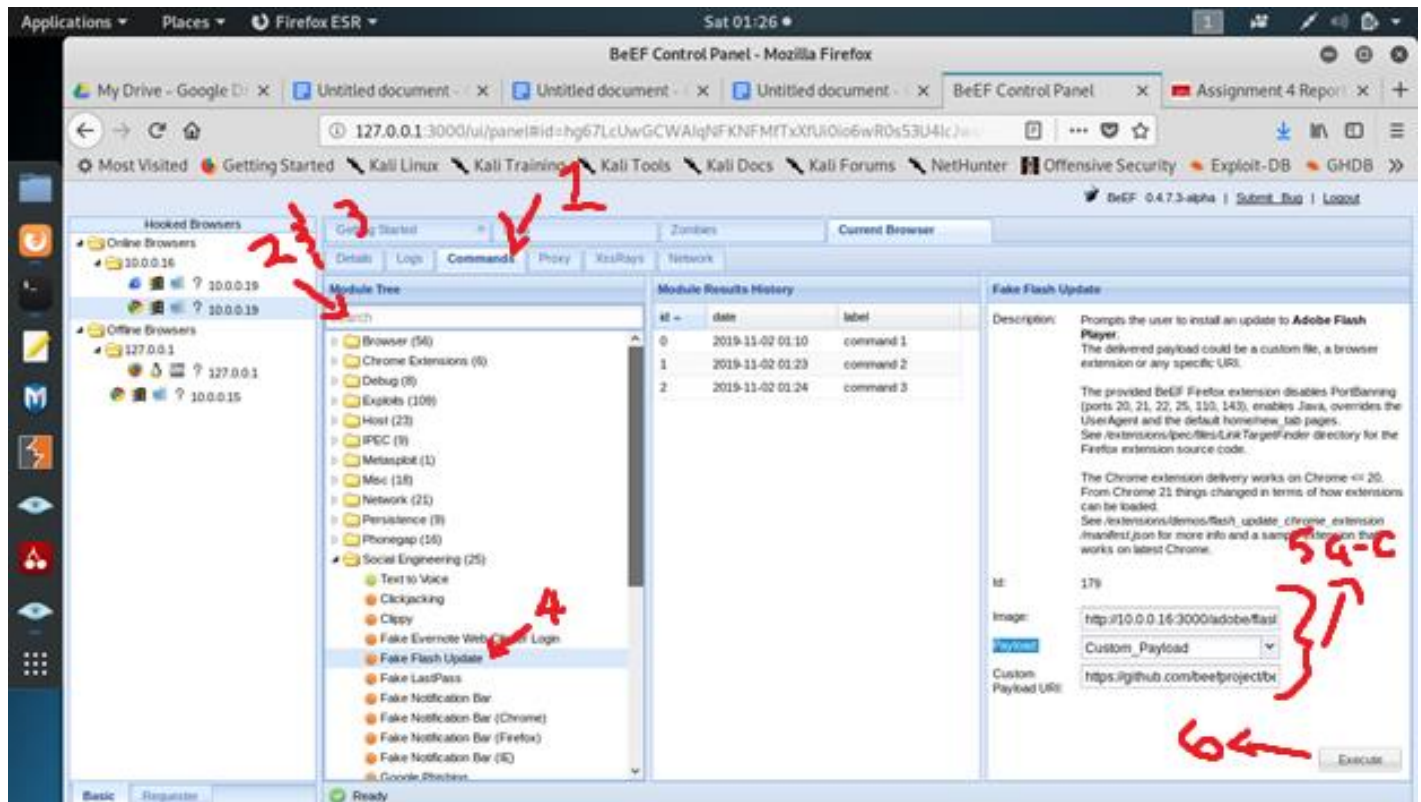 Applications Places Firefox ESR Sat 01:26 1
BeEF Control Panel - Mozilla Firefox
My Drive - Google Dr Untitled document - Untitled document - Untitled document - BeEF Control Panel Assignment 4 Report
127.0.0.1:3000/ui/panel#id=
Most Visited Getting Started Kali Linux Kali Training Kali Tools Kali Docs Kali Forums NetHunter Offensive Security Exploit-DB GHDB
BeEF 0.4.7.3-alpha | Submit Bug | Logout
1
2
3
Hooked Browsers
Online Browsers
10.0.0.16
? 10.0.0.19
? 10.0.0.19
Offline Browsers
127.0.0.1
? 127.0.0.1
? 10.0.0.15
Basic Requester
Getting Started Zombies Current Browser
Details Logs Commands Proxy XssRays Network
Module Tree
Search
Browser (56)
Chrome Extensions (6)
Debug (8)
Exploits (109)
Host (23)
IPEC (9)
Metasploit (1)
Misc (18)
Network (21)
Persistence (9)
Phonegap (16)
Social Engineering (25)
Text to Voice
Clickjacking
Clippy
4
Fake Evernote Web Login
Fake Flash Update
Fake LastPass
Fake Notification Bar
Fake Notification Bar (Chrome)
Fake Notification Bar (Firefox)
Fake Notification Bar (IE)
Google Phishing
Ready
Module Results History
id date label
0 2019-11-02 01:10 command 1
1 2019-11-02 01:23 command 2
2 2019-11-02 01:24 command 3
Fake Flash Update
Description: Prompts the user to install an update to Adobe Flash
Player.
The delivered payload could be a custom file, a browser
extension or any specific URI.
The provided BeEF Firefox extension disables PortBanning
(ports 20, 21, 22, 25, 110, 143), enables Java, overrides the
UserAgent and the default home/new_tab pages.
See /extensions/ipec/files/LinkTargetFinder directory for the
Firefox extension source code.
The Chrome extension delivery works on Chrome <= 20.
From Chrome 21 things changed in terms of how extensions
can be loaded.
See /extensions/demos/flash_update_chrome_extension
/manifest.json for more info and a sample extension that
works on latest Chrome.
5 a-c
Id: 179
Image: http://10.0.0.16:3000/adobe/flas
Payload: Custom_Payload
Custom
Payload URI: https://github.com/beefproject/be
6
Execute